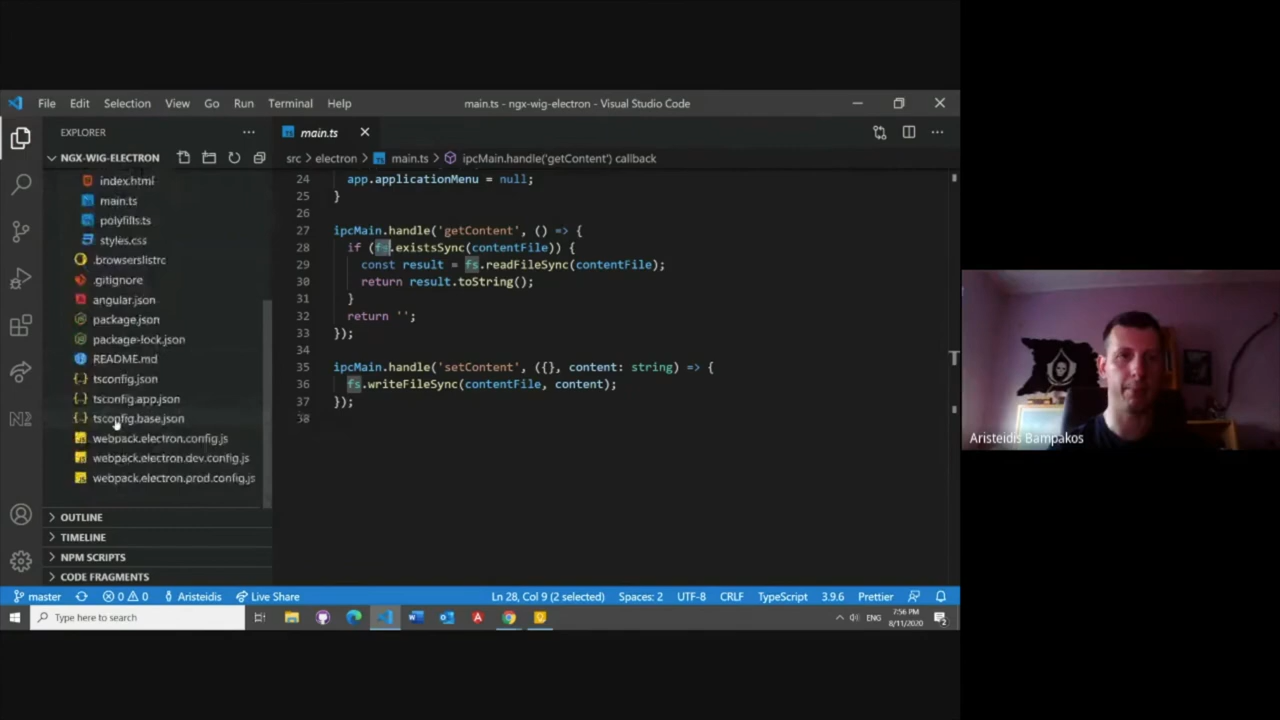 File Edit Selection View Go Run Terminal Help
main.ts - ngx-wig-electron - Visual Studio Code
EXPLORER
NGX-WIG-ELECTRON
index.html
main.ts
polyfills.ts
styles.css
.browserslistrc
.gitignore
angular.json
package.json
package-lock.json
README.md
tsconfig.json
tsconfig.app.json
tsconfig.base.json
webpack.electron.config.js
webpack.electron.dev.config.js
webpack.electron.prod.config.js
OUTLINE
TIMELINE
NPM SCRIPTS
CODE FRAGMENTS
main.ts
src > electron > main.ts > ipcMain.handle('getContent') callback
24 app.applicationMenu = null;
25 }
26
27 ipcMain.handle('getContent', () => {
28 if (fs.existsSync(contentFile)) {
29 const result = fs.readFileSync(contentFile);
30 return result.toString();
31 }
32 return '';
33 });
34
35 ipcMain.handle('setContent', ({}, content: string) => {
36 fs.writeFileSync(contentFile, content);
37 });
38
Aristeidis Bampakos
master 0 0 Aristeidis Live Share Ln 28, Col 9 (2 selected) Spaces: 2 UTF-8 CRLF TypeScript 3.9.6 Prettier
Type here to search
ENG
7:56 PM
8/11/2020